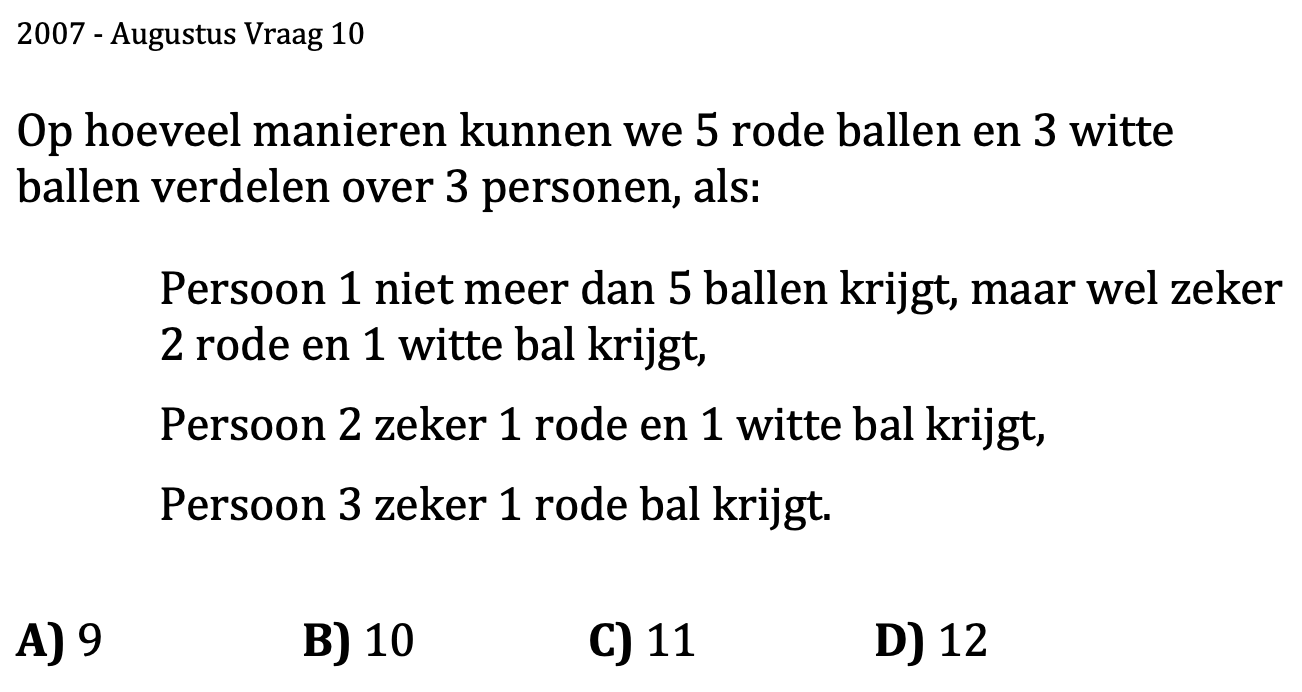 2007 - Augustus Vraag 10
Op hoeveel manieren kunnen we 5 rode ballen en 3 witte
ballen verdelen over 3 personen, als:
Persoon 1 niet meer dan 5 ballen krijgt, maar wel zeker
2 rode en 1 witte bal krijgt,
Persoon 2 zeker 1 rode en 1 witte bal krijgt,
Persoon 3 zeker 1 rode bal krijgt.
A) 9 B) 10 C) 11 D) 12